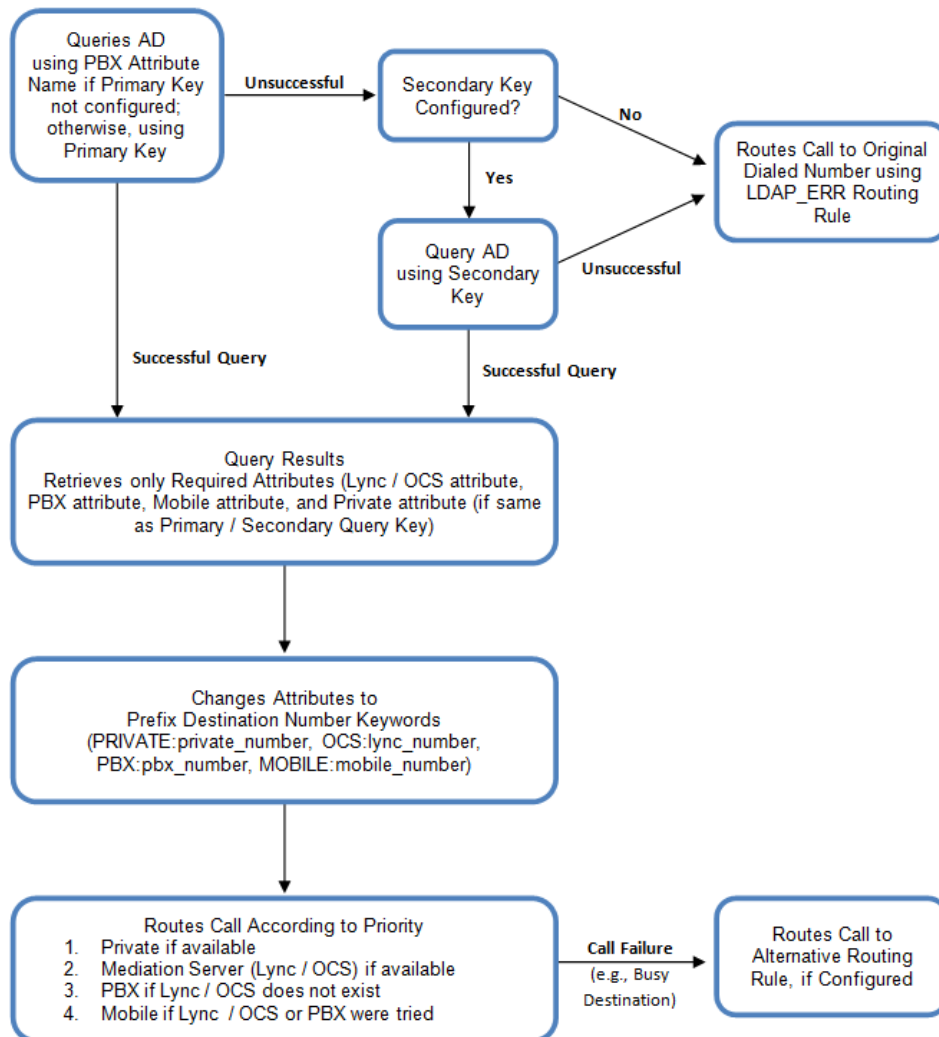 Queries AD
using PBX Attribute
Name if Primary Key
not configured;
otherwise, using
Primary Key
Unsuccessful
Secondary Key
Configured?
No
Routes Call to Original
Dialed Number using
LDAP_ERR Routing
Rule
Yes
Query AD
using Secondary
Key
Unsuccessful
Successful Query
Successful Query
Query Results
Retrieves only Required Attributes (Lync / OCS attribute,
PBX attribute, Mobile attribute, and Private attribute (if same
as Primary / Secondary Query Key)
Changes Attributes to
Prefix Destination Number Keywords
(PRIVATE:private_number, OCS:lync_number,
PBX:pbx_number, MOBILE:mobile_number)
Routes Call According to Priority
1. Private if available
2. Mediation Server (Lync / OCS) if available
3. PBX if Lync / OCS does not exist
4. Mobile if Lync / OCS or PBX were tried
Call Failure
(e.g., Busy
Destination)
Routes Call to
Alternative Routing
Rule, if Configured